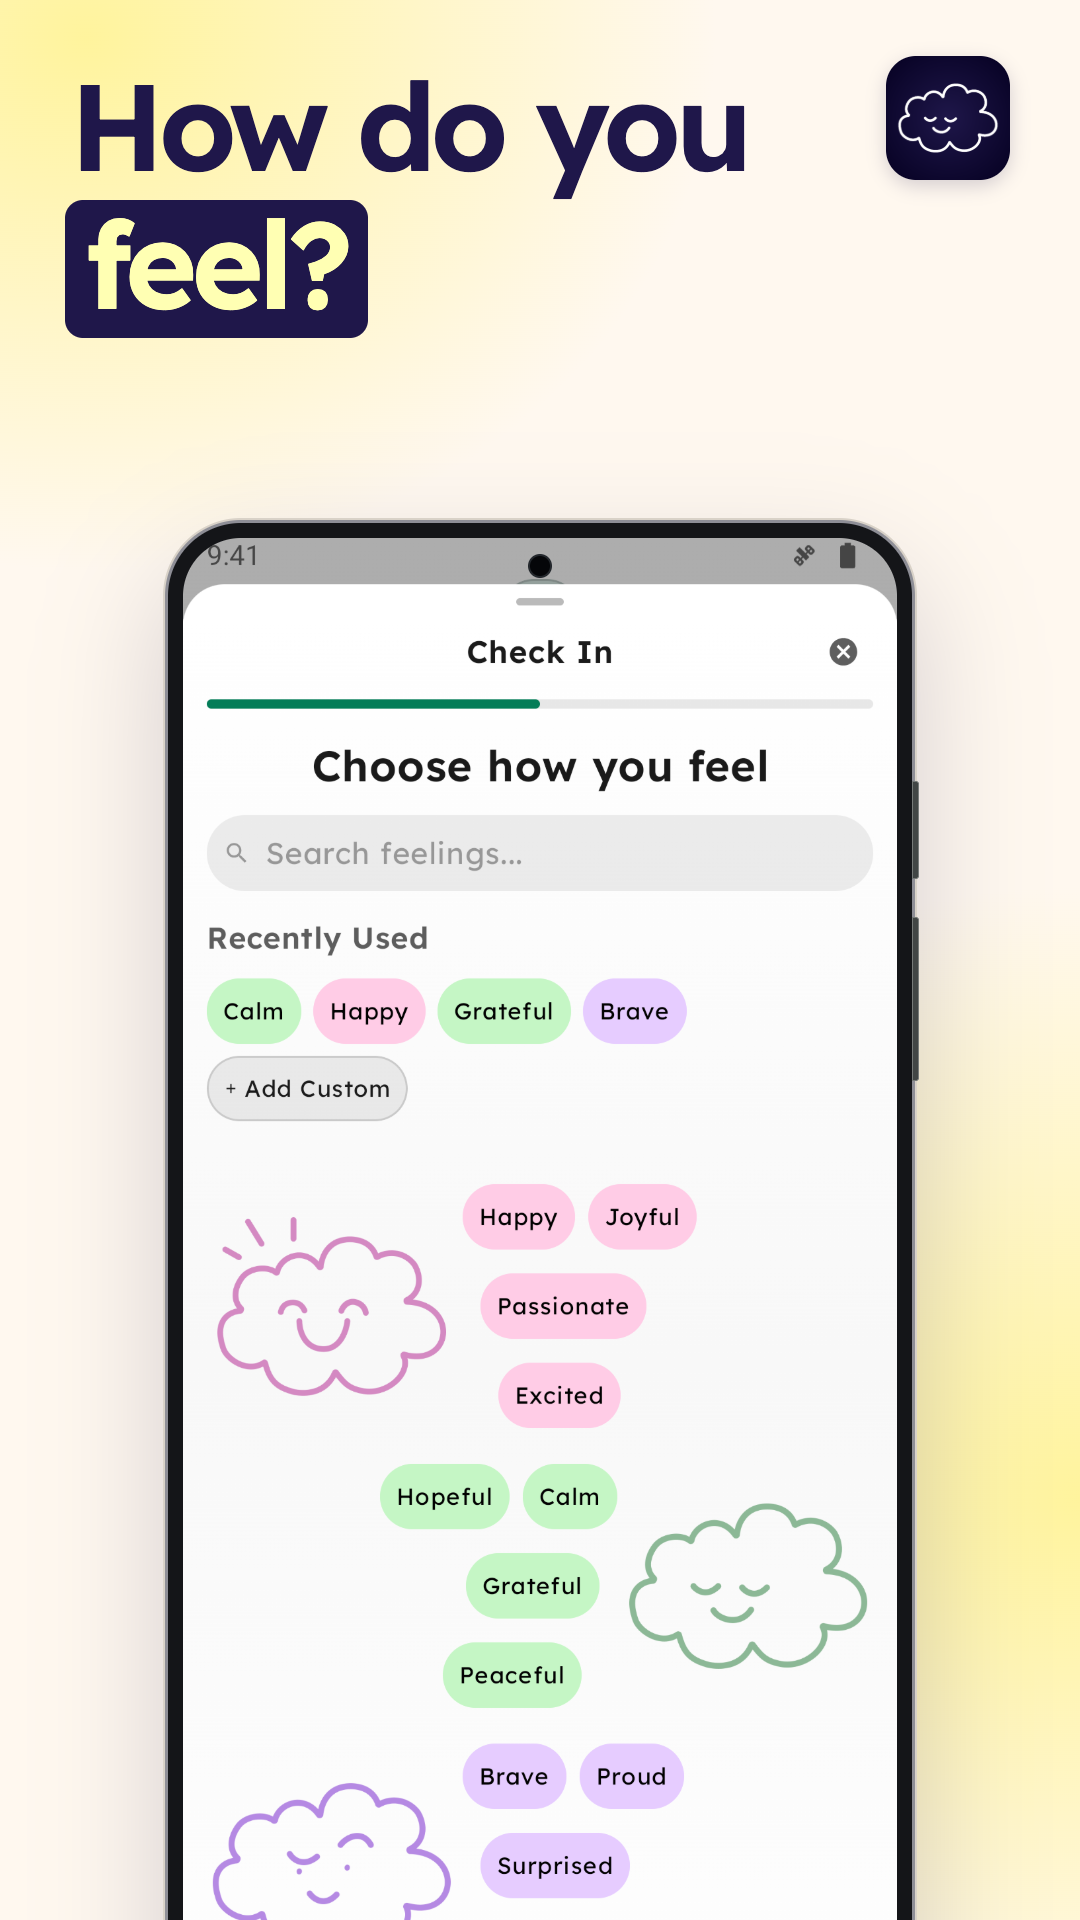 How do you
feel?
9:41
Check In
Choose how you feel
Search feelings...
Recently Used
Calm Happy Grateful Brave
+ Add Custom
Happy Joyful
Passionate
Excited
Hopeful Calm
Grateful
Peaceful
Brave Proud
Surprised